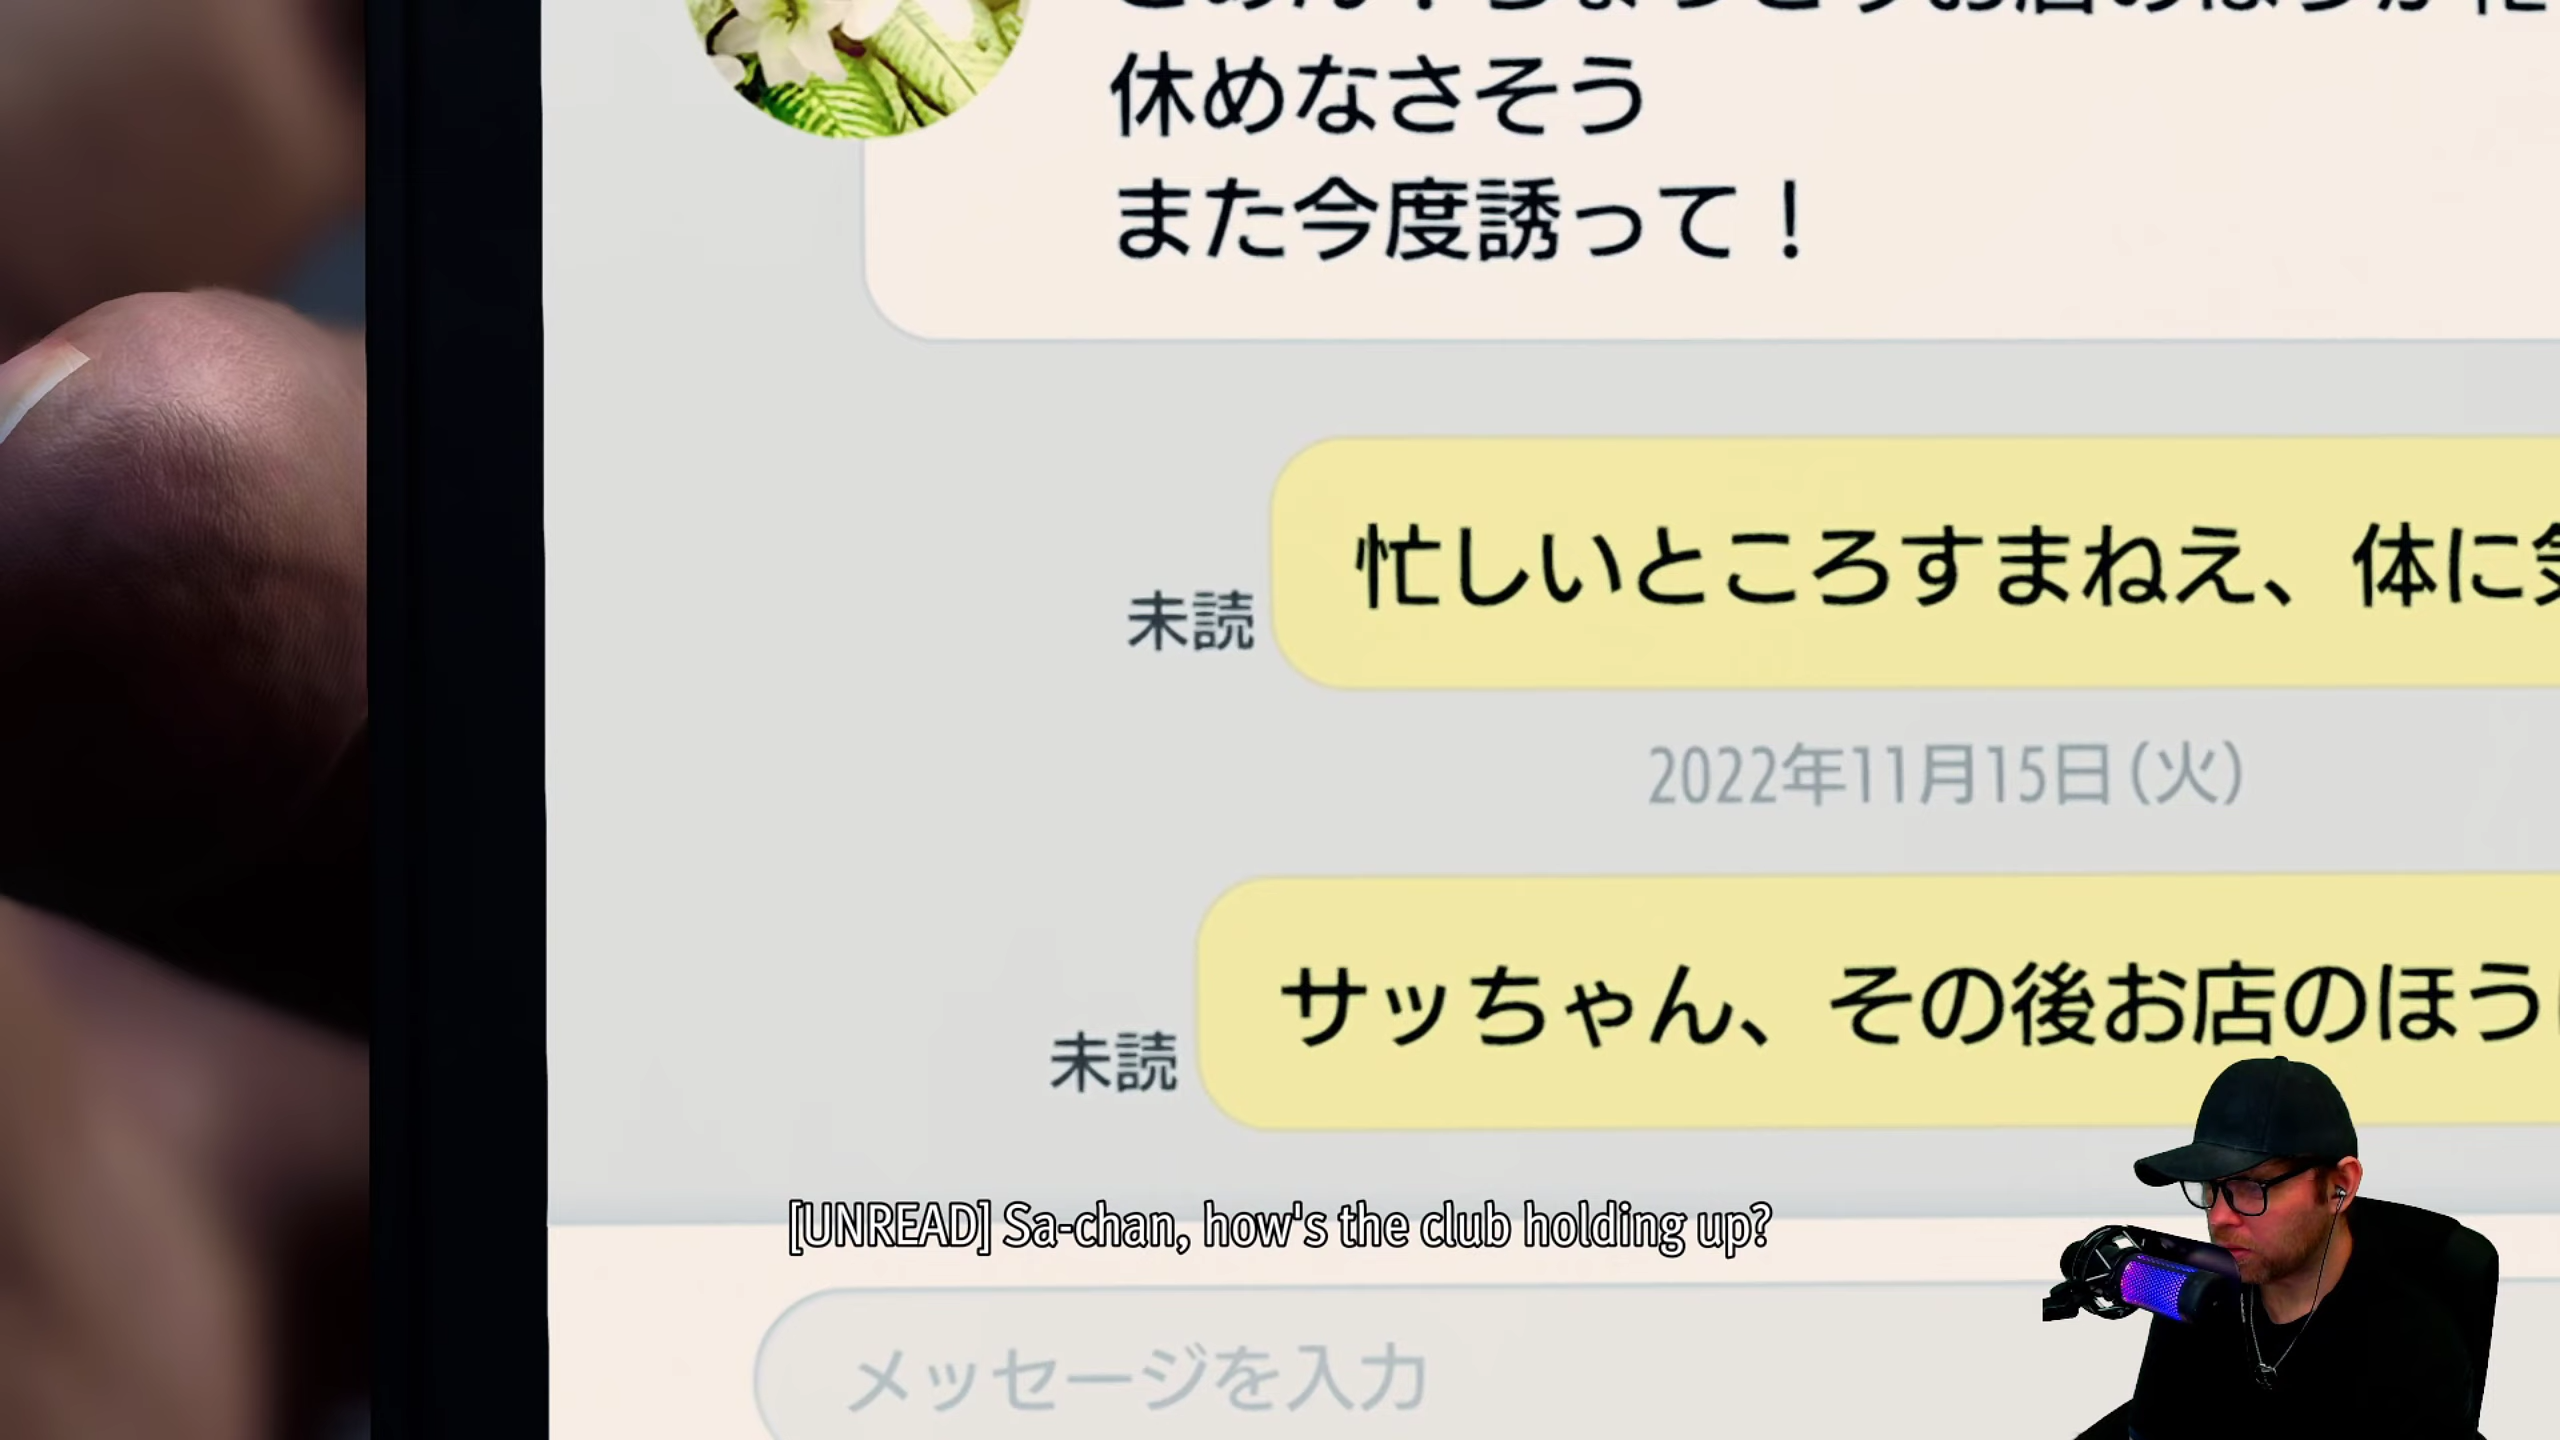 休めなさそう
また今度誘って！
忙しいところすまねえ、体に気
未読
2022年11月15日(火)
サッちゃん、その後お店のほう
未読
[UNREAD] Sa-chan, how's the club holding up?
メッセージを入力